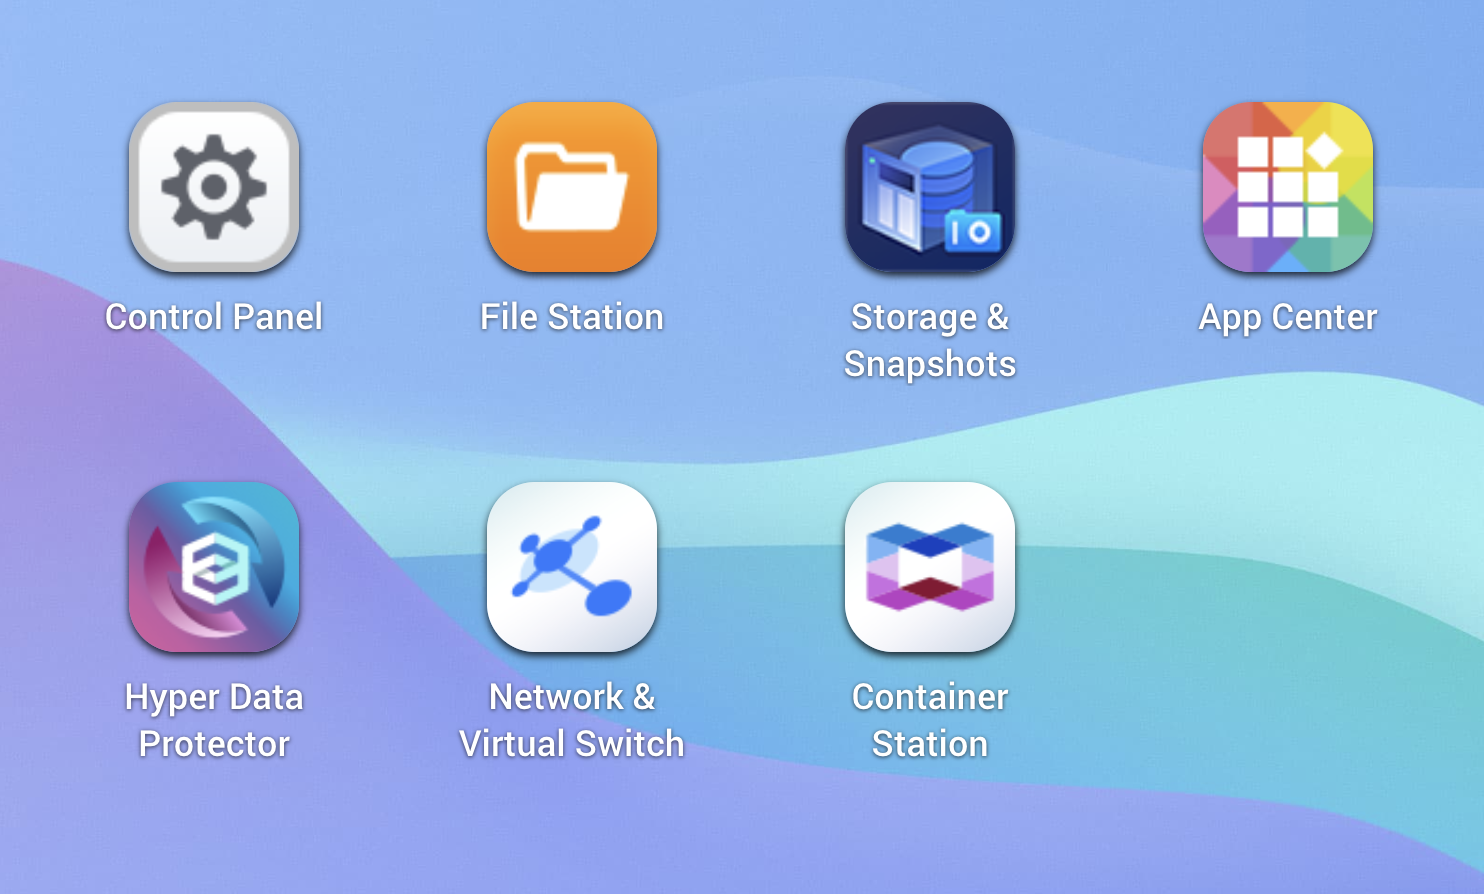 Control Panel
File Station
Storage &
Snapshots
App Center
Hyper Data
Protector
Network &
Virtual Switch
Container
Station